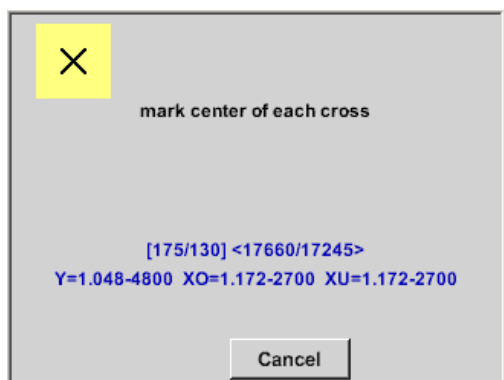 mark center of each cross
[175/130] <17660/17245>
Y=1.048-4800 XO=1.172-2700 XU=1.172-2700
Cancel